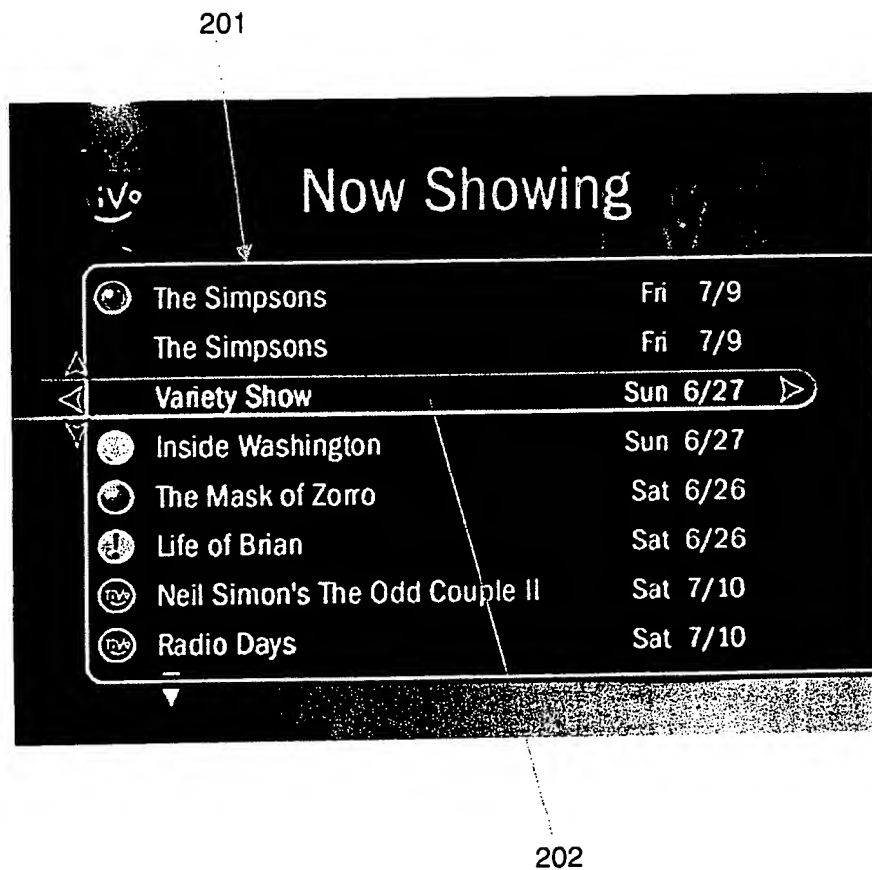 201
iVo
Now Showing
The Simpsons Fri 7/9
The Simpsons Fri 7/9
Variety Show Sun 6/27
Inside Washington Sun 6/27
The Mask of Zorro Sat 6/26
! Life of Brian Sat 6/26
TiVo Neil Simon's The Odd Couple II Sat 7/10
TiVo Radio Days Sat 7/10
202